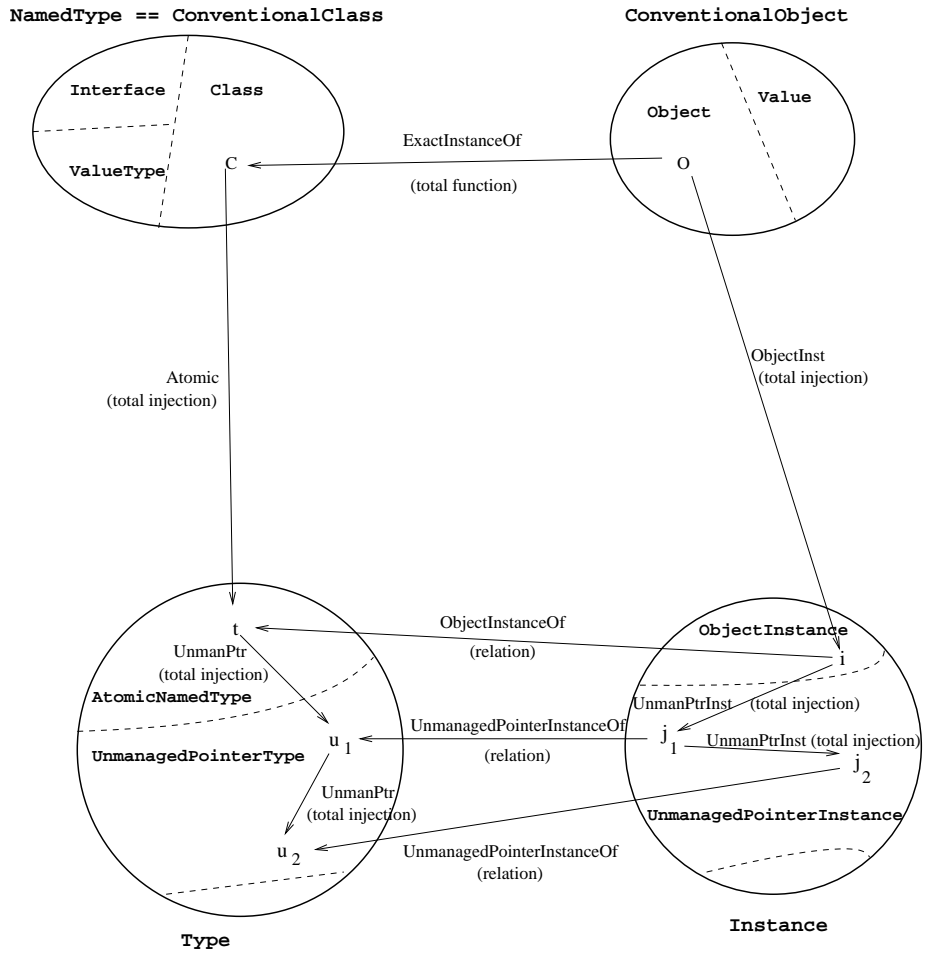 NamedType == ConventionalClass
ConventionalObject
Interface
Class
Value
Object
ExactInstanceOf
ValueType
C
O
(total function)
ObjectInst
(total injection)
Atomic
(total injection)
t
ObjectInstanceOf
ObjectInstance
UnmanPtr
(relation)
i
(total injection)
AtomicNamedType
UnmanPtrInst
(total injection)
UnmanagedPointerInstanceOf
u 1
j 1
UnmanPtrInst (total injection)
UnmanagedPointerType
(relation)
j 2
UnmanPtr
(total injection)
UnmanagedPointerInstance
u 2
UnmanagedPointerInstanceOf
(relation)
Instance
Type